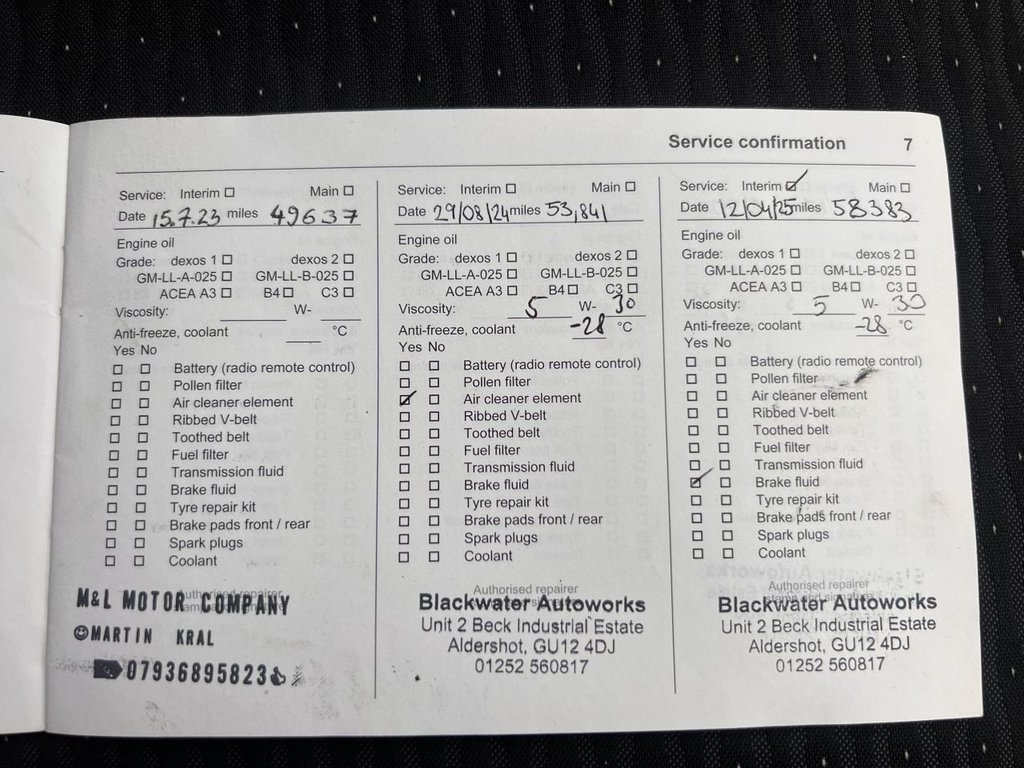 Service confirmation 7
Service: Interim ☐ Main ☐
Date 15.7.23 miles 49637
Engine oil
Grade: dexos 1 ☐ dexos 2 ☐
GM-LL-A-025 ☐ GM-LL-B-025 ☐
ACEA A3 ☐ B4 ☐ C3 ☐
Viscosity: W-
Anti-freeze, coolant °C
Yes No
☐ ☐ Battery (radio remote control)
☐ ☐ Pollen filter
☐ ☐ Air cleaner element
☐ ☐ Ribbed V-belt
☐ ☐ Toothed belt
☐ ☐ Fuel filter
☐ ☐ Transmission fluid
☐ ☐ Brake fluid
☐ ☐ Tyre repair kit
☐ ☐ Brake pads front / rear
☐ ☐ Spark plugs
☐ ☐ Coolant
M&L MOTOR COMPANY
MARTIN KRAL
07936895823
Service: Interim ☐ Main ☐
Date 29/08/24 miles 53,841
Engine oil
Grade: dexos 1 ☐ dexos 2 ☐
GM-LL-A-025 ☐ GM-LL-B-025 ☐
ACEA A3 ☐ B4 ☐ C3 ☐
Viscosity: 5 W- 30
Anti-freeze, coolant -28 °C
Yes No
☐ ☐ Battery (radio remote control)
☐ ☐ Pollen filter
☑ ☐ Air cleaner element
☐ ☐ Ribbed V-belt
☐ ☐ Toothed belt
☐ ☐ Fuel filter
☐ ☐ Transmission fluid
☐ ☐ Brake fluid
☐ ☐ Tyre repair kit
☐ ☐ Brake pads front / rear
☐ ☐ Spark plugs
☐ ☐ Coolant
Authorised repairer
Blackwater Autoworks
Unit 2 Beck Industrial Estate
Aldershot, GU12 4DJ
01252 560817
Service: Interim ☑ Main ☐
Date 12/04/25 miles 58383
Engine oil
Grade: dexos 1 ☐ dexos 2 ☐
GM-LL-A-025 ☐ GM-LL-B-025 ☐
ACEA A3 ☐ B4 ☐ C3 ☐
Viscosity: 5 W- 30
Anti-freeze, coolant -28 °C
Yes No
☐ ☐ Battery (radio remote control)
☐ ☐ Pollen filter
☐ ☐ Air cleaner element
☐ ☐ Ribbed V-belt
☐ ☐ Toothed belt
☐ ☐ Fuel filter
☐ ☐ Transmission fluid
☑ ☐ Brake fluid
☐ ☐ Tyre repair kit
☐ ☐ Brake pads front / rear
☐ ☐ Spark plugs
☐ ☐ Coolant
Authorised repairer
Blackwater Autoworks
Unit 2 Beck Industrial Estate
Aldershot, GU12 4DJ
01252 560817